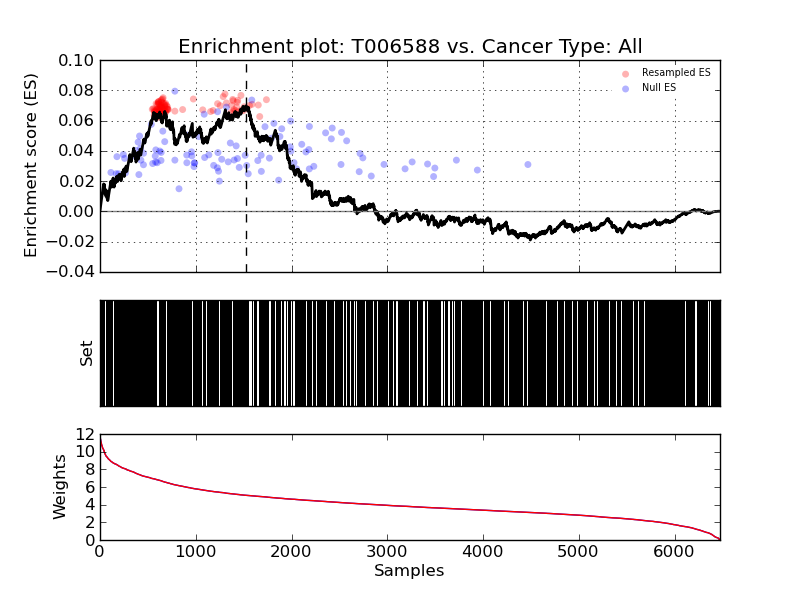 Enrichment plot: T006588 vs. Cancer Type: All
Enrichment score (ES)
0.10
0.08
0.06
0.04
0.02
0.00
−0.02
−0.04
Resampled ES
Null ES
Set
Weights
12
10
8
6
4
2
0
0 1000 2000 3000 4000 5000 6000
Samples